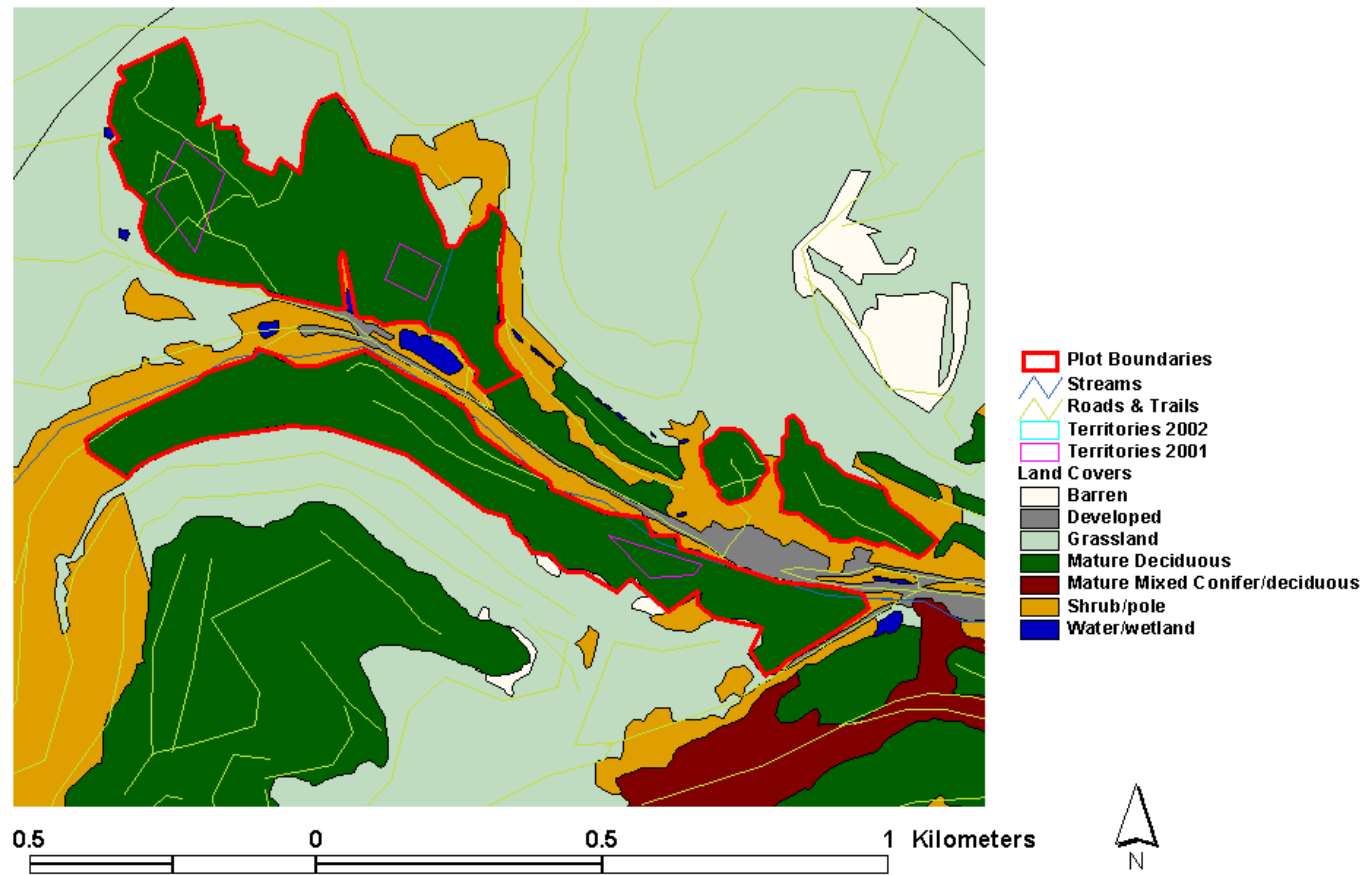 Plot Boundaries
Streams
Roads & Trails
Territories 2002
Territories 2001
Land Covers
Barren
Developed
Grassland
Mature Deciduous
Mature Mixed Conifer/deciduous
Shrub/pole
Water/wetland
0.5 0 0.5 1 Kilometers
N